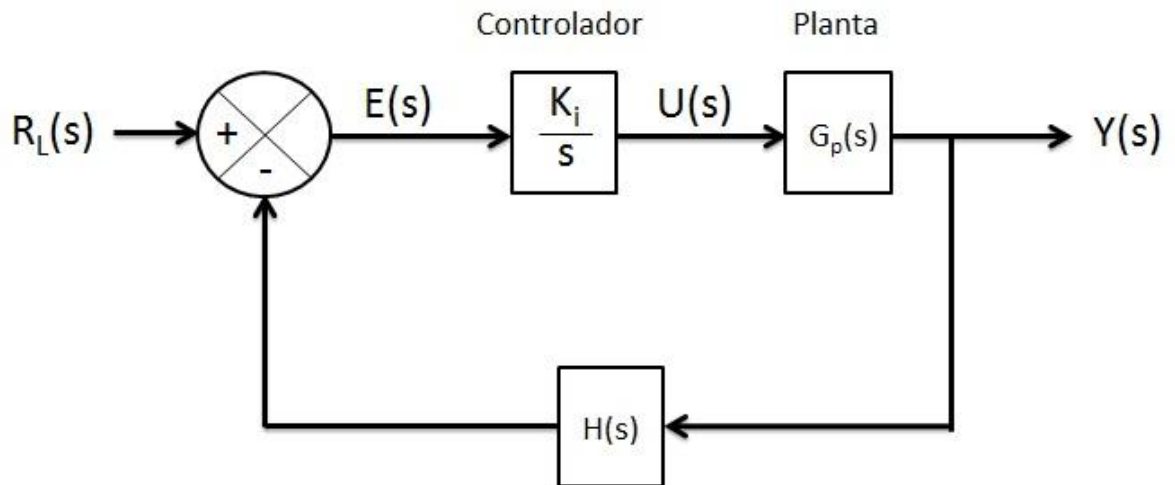 Controlador
Planta
R_L(s)
+
-
E(s)
K_i
s
U(s)
G_p(s)
Y(s)
H(s)